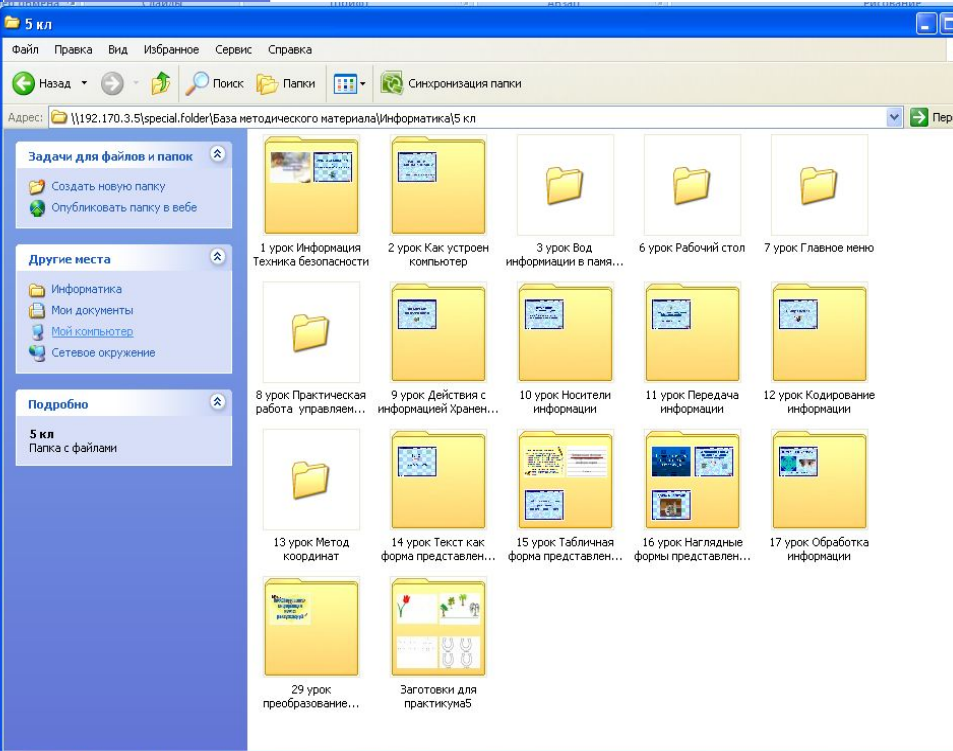 5 кл
Файл Правка Вид Избранное Сервис Справка
Назад Поиск Папки Синхронизация папки
Адрес: \\192.170.3.5\special.folder\База методического материала\Информатика\5 кл Пер
Задачи для файлов и папок
Создать новую папку
Опубликовать папку в вебе
Другие места
Информатика
Мои документы
Мой компьютер
Сетевое окружение
Подробно
5 кл
Папка с файлами
1 урок Информация
Техника безопасности
2 урок Как устроен
компьютер
3 урок Вод
информиации в памя...
6 урок Рабочий стол
7 урок Главное меню
8 урок Практическая
работа управляем...
9 урок Действия с
информацией Хранен...
10 урок Носители
информации
11 урок Передача
информации
12 урок Кодирование
информации
13 урок Метод
координат
14 урок Текст как
форма представлен...
15 урок Табличная
форма представлен...
16 урок Наглядные
формы представлен...
17 урок Обработка
информации
29 урок
преобразование...
Заготовки для
практикума5